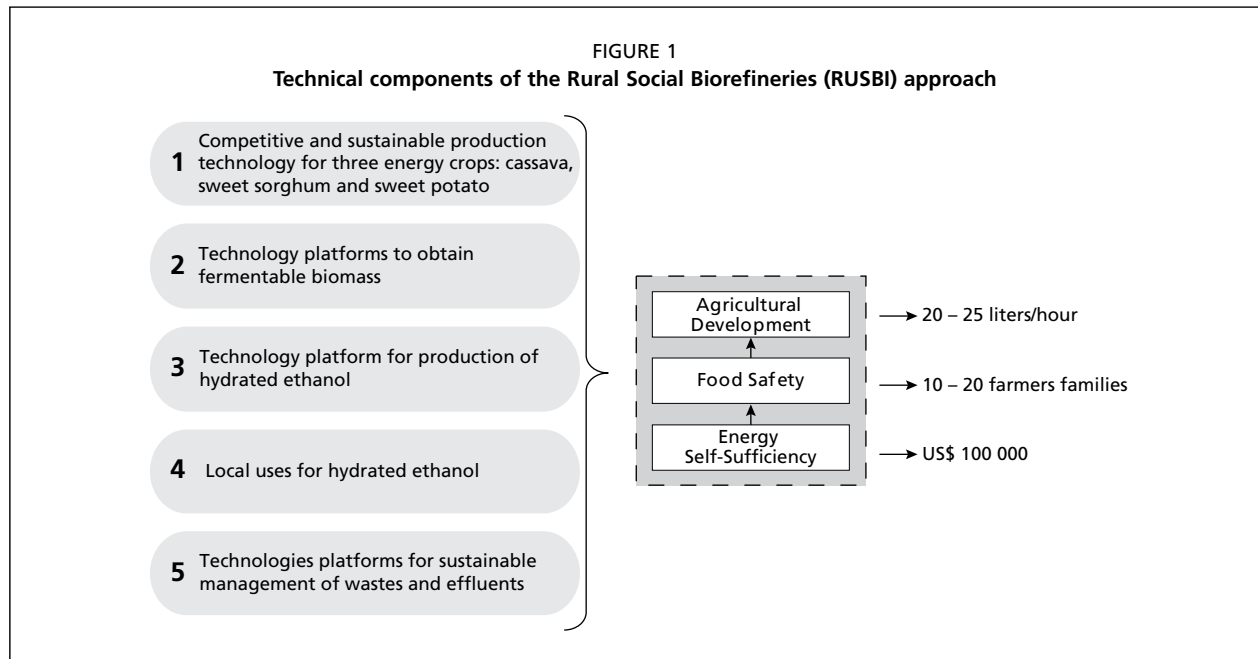 FIGURE 1
Technical components of the Rural Social Biorefineries (RUSBI) approach
1 Competitive and sustainable production
technology for three energy crops: cassava,
sweet sorghum and sweet potato
2 Technology platforms to obtain
fermentable biomass
3 Technology platform for production of
hydrated ethanol
4 Local uses for hydrated ethanol
5 Technologies platforms for sustainable
management of wastes and effluents
Agricultural
Development
20 – 25 liters/hour
Food Safety
10 – 20 farmers families
Energy
Self-Sufficiency
US$ 100 000